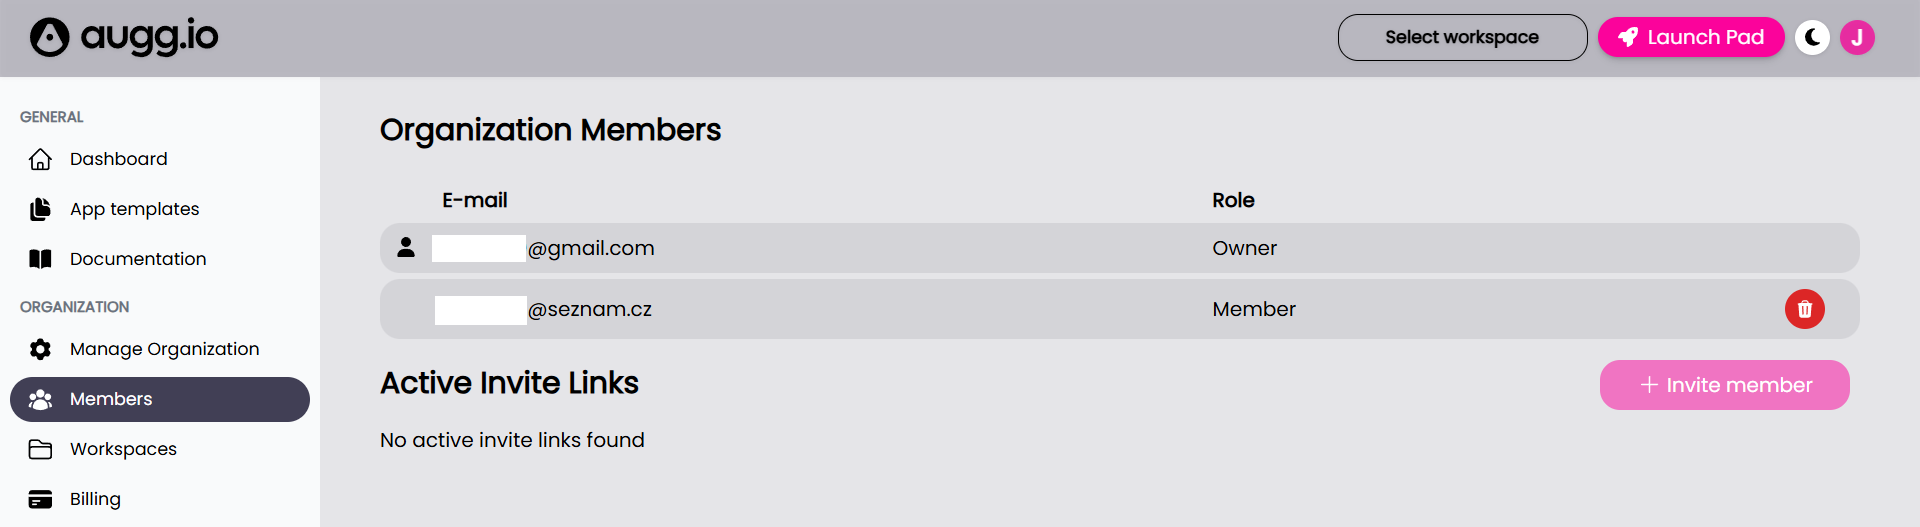 augg.io
Select workspace
Launch Pad
J
GENERAL
Dashboard
App templates
Documentation
ORGANIZATION
Manage Organization
Members
Workspaces
Billing
Organization Members
E-mail Role
@gmail.com Owner
@seznam.cz Member
Active Invite Links
Invite member
No active invite links found